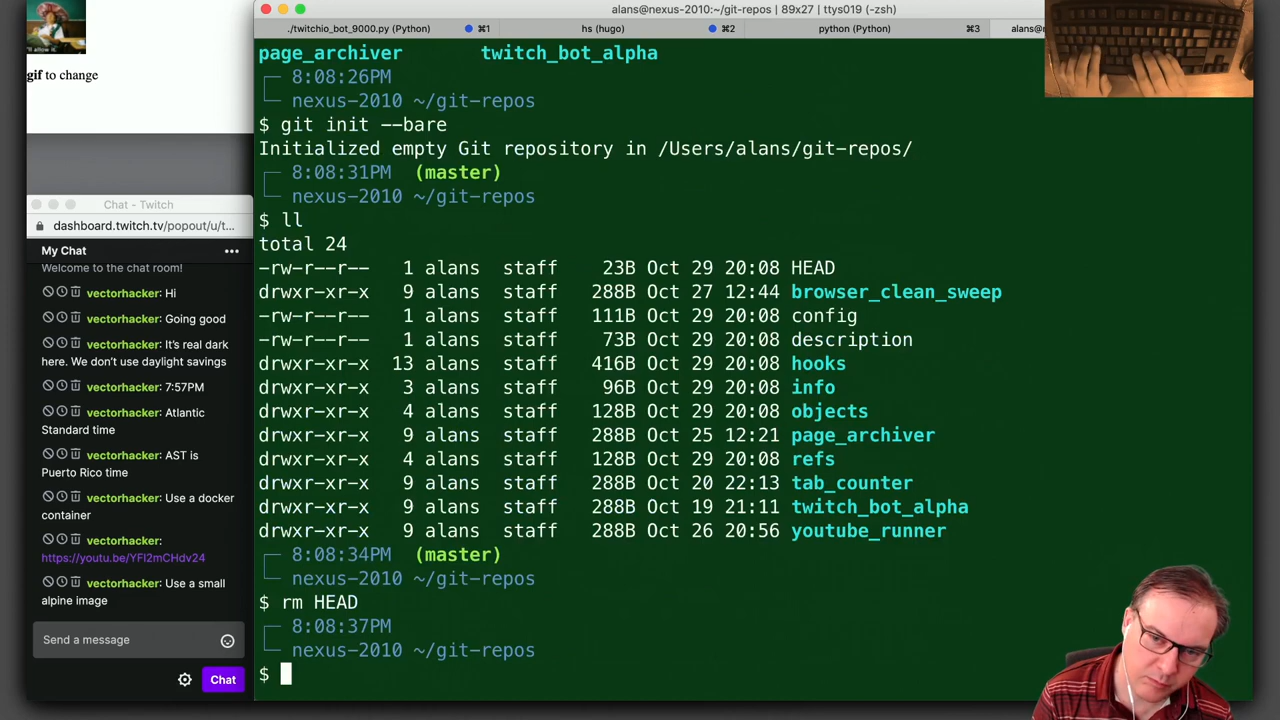 gif to change
Chat - Twitch
dashboard.twitch.tv/popout/u/t...
My Chat
Welcome to the chat room!
vectorhacker: Hi
vectorhacker: Going good
vectorhacker: It's real dark
here. We don't use daylight savings
vectorhacker: 7:57PM
vectorhacker: Atlantic
Standard time
vectorhacker: AST is
Puerto Rico time
vectorhacker: Use a docker
container
vectorhacker:
https://youtu.be/YFl2mCHdv24
vectorhacker: Use a small
alpine image
Send a message
Chat
alans@nexus-2010:~/git-repos | 89x27 | ttys019 (-zsh)
./twitchio_bot_9000.py (Python) ⌘1 hs (hugo) ⌘2 python (Python) ⌘3 alans@n
page_archiver twitch_bot_alpha
8:08:26PM
nexus-2010 ~/git-repos
$ git init --bare
Initialized empty Git repository in /Users/alans/git-repos/
8:08:31PM (master)
nexus-2010 ~/git-repos
$ ll
total 24
-rw-r--r-- 1 alans staff 23B Oct 29 20:08 HEAD
drwxr-xr-x 9 alans staff 288B Oct 27 12:44 browser_clean_sweep
-rw-r--r-- 1 alans staff 111B Oct 29 20:08 config
-rw-r--r-- 1 alans staff 73B Oct 29 20:08 description
drwxr-xr-x 13 alans staff 416B Oct 29 20:08 hooks
drwxr-xr-x 3 alans staff 96B Oct 29 20:08 info
drwxr-xr-x 4 alans staff 128B Oct 29 20:08 objects
drwxr-xr-x 9 alans staff 288B Oct 25 12:21 page_archiver
drwxr-xr-x 4 alans staff 128B Oct 29 20:08 refs
drwxr-xr-x 9 alans staff 288B Oct 20 22:13 tab_counter
drwxr-xr-x 9 alans staff 288B Oct 19 21:11 twitch_bot_alpha
drwxr-xr-x 9 alans staff 288B Oct 26 20:56 youtube_runner
8:08:34PM (master)
nexus-2010 ~/git-repos
$ rm HEAD
8:08:37PM
nexus-2010 ~/git-repos
$